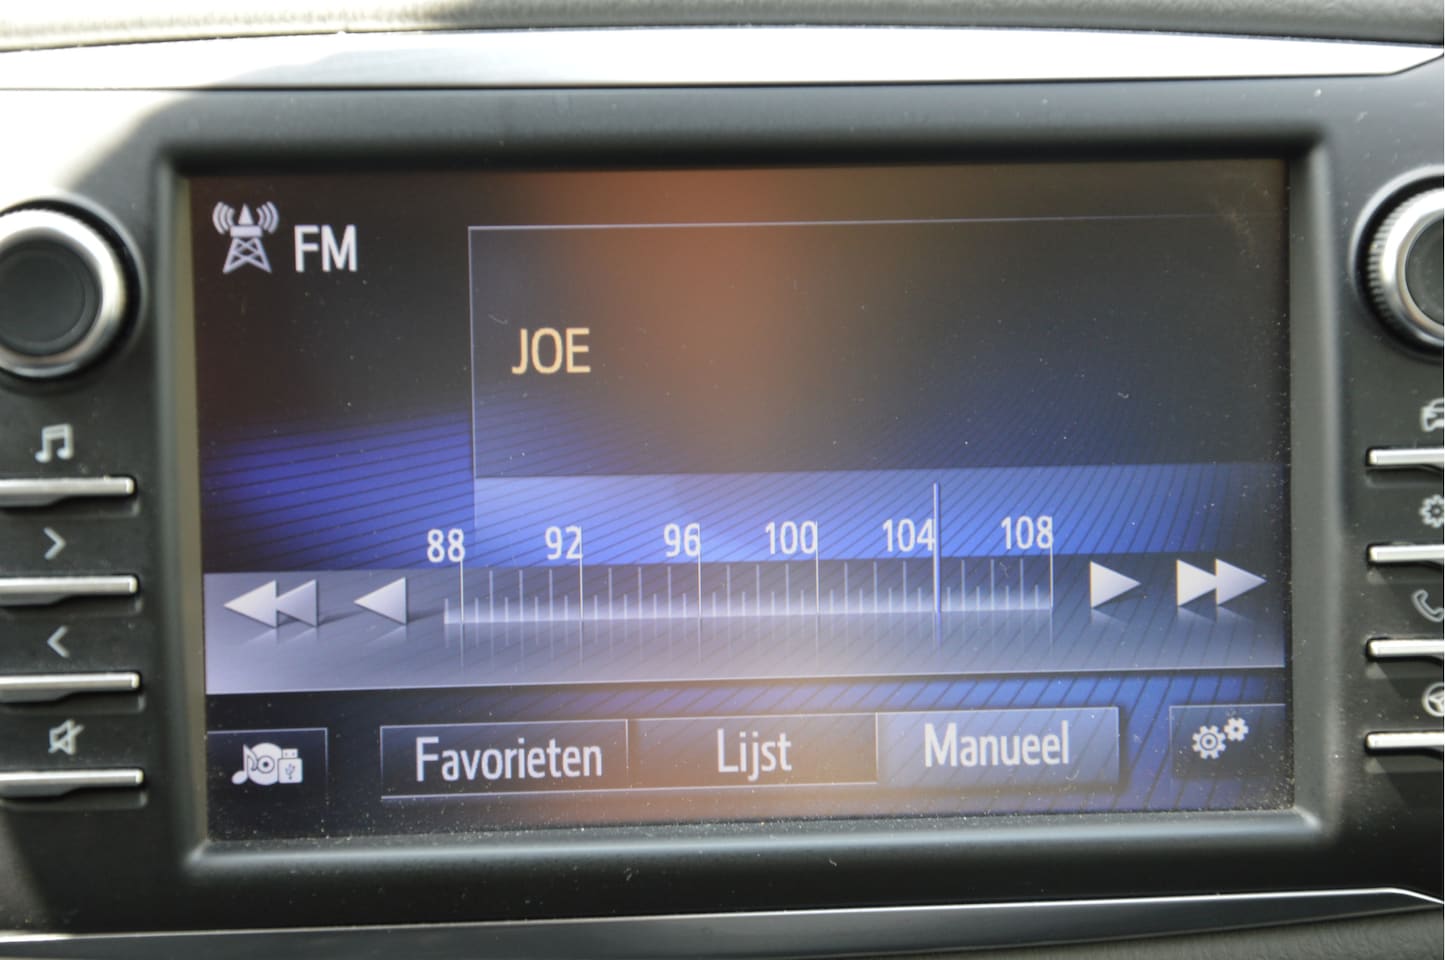 FM
JOE
88 92 96 100 104 108
Favorieten Lijst Manueel